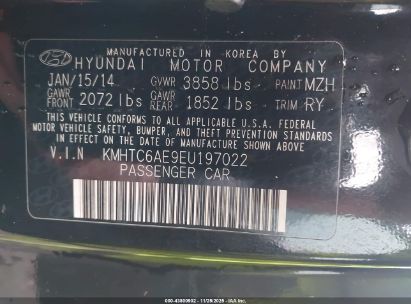 MANUFACTURED IN KOREA BY
HYUNDAI MOTOR COMPANY
JAN/15/14 GVWR 3858 lbs PAINT MZH
GAWR FRONT 2072 lbs GAWR REAR 1852 lbs TRIM RY
THIS VEHICLE CONFORMS TO ALL APPLICABLE U.S.A. FEDERAL
MOTOR VEHICLE SAFETY, BUMPER, AND THEFT PREVENTION STANDARDS
IN EFFECT ON THE DATE OF MANUFACTURE SHOWN ABOVE.
V.I.N KMHTC6AE9EU197022
PASSENGER CAR